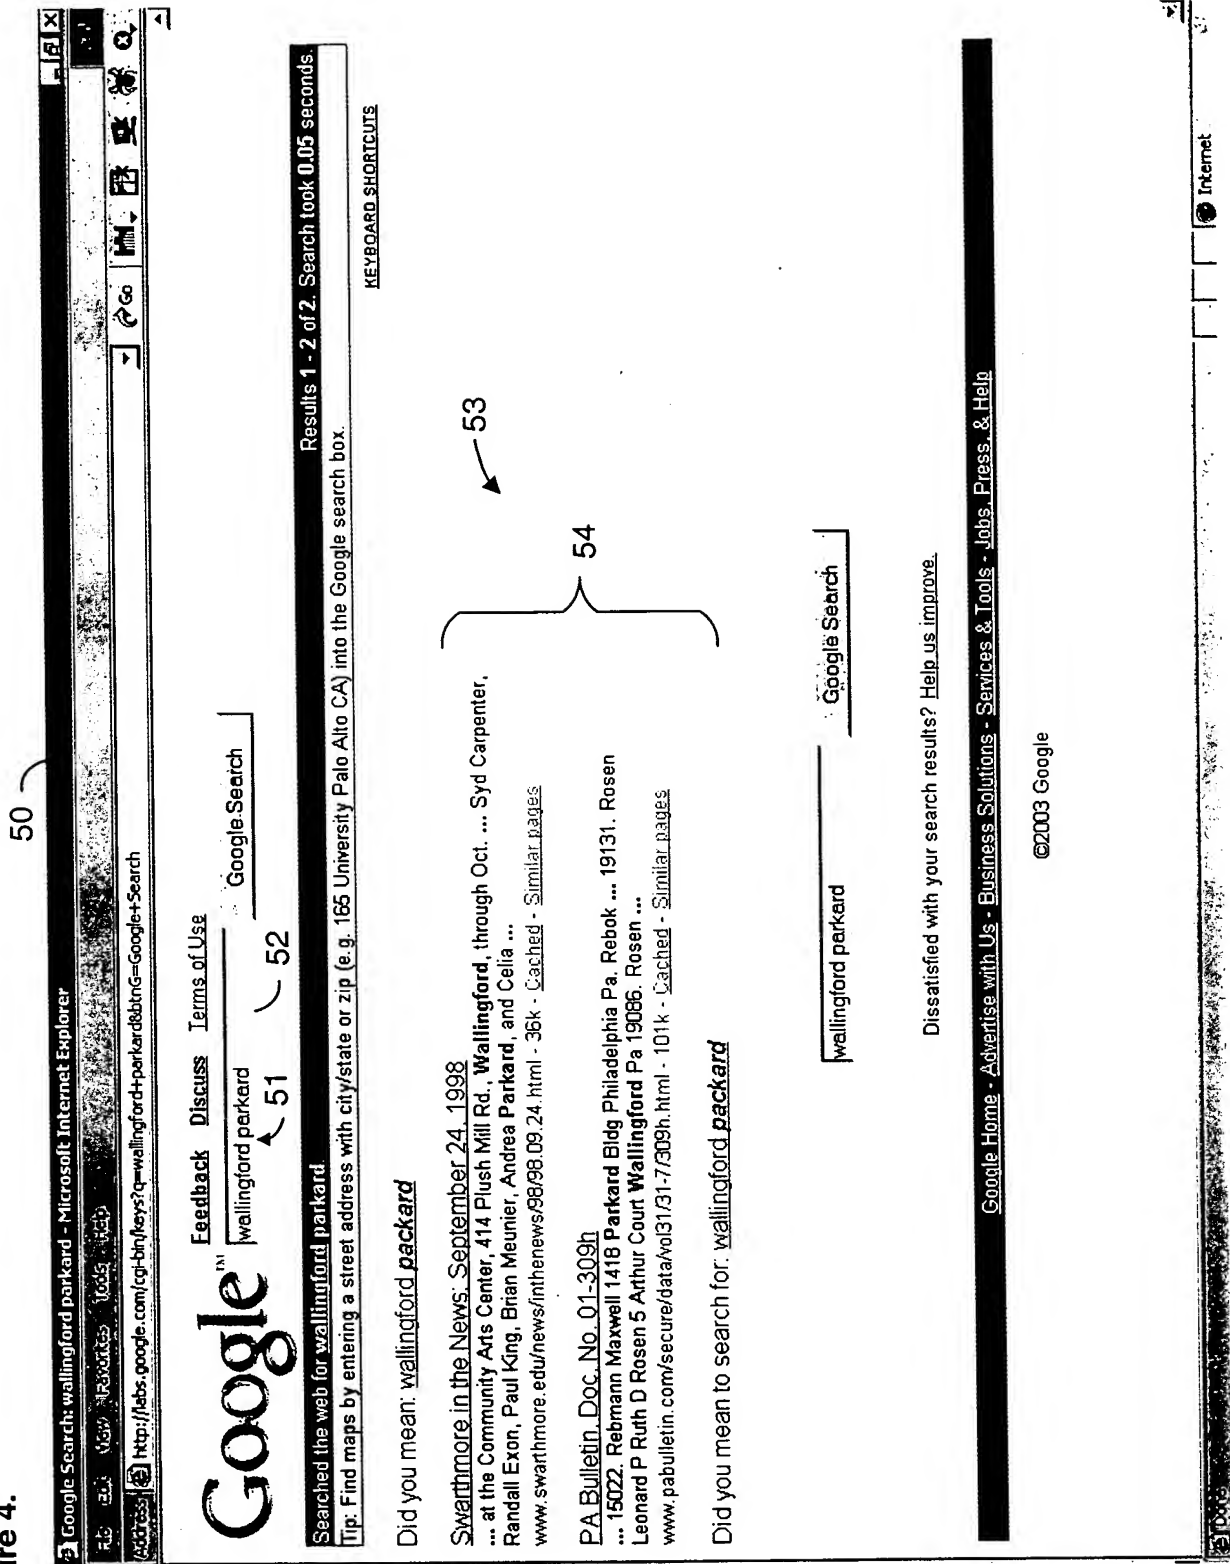 re 4.
50
Google Search: wallingford parkard - Microsoft Internet Explorer
File Edit View Favorites Tools Help
Address http://labs.google.com/cgi-bin/keys?q=wallingford+parkard&btnG=Google+Search Go
Google™
Feedback Discuss Terms of Use
wallingford parkard Google Search
51 52
Searched the web for wallingford parkard. Results 1 - 2 of 2. Search took 0.05 seconds.
Tip: Find maps by entering a street address with city/state or zip (e.g. 165 University Palo Alto CA) into the Google search box.
KEYBOARD SHORTCUTS
Did you mean: wallingford packard
53
Swarthmore in the News: September 24, 1998
... at the Community Arts Center, 414 Plush Mill Rd., Wallingford, through Oct. ... Syd Carpenter,
Randall Exon, Paul King, Brian Meunier, Andrea Parkard, and Celia ...
www.swarthmore.edu/news/inthenews/98/98.09.24.html - 36k - Cached - Similar pages
54
PA Bulletin, Doc. No. 01-309h
... 15022. Rebmann Maxwell 1418 Parkard Bldg Philadelphia Pa. Rebok ... 19131. Rosen
Leonard P Ruth D Rosen 5 Arthur Court Wallingford Pa 19086. Rosen ...
www.pabulletin.com/secure/data/vol31/31-7/309h.html - 101k - Cached - Similar pages
Did you mean to search for: wallingford packard
wallingford parkard Google Search
Dissatisfied with your search results? Help us improve.
Google Home - Advertise with Us - Business Solutions - Services & Tools - Jobs, Press, & Help
©2003 Google
Internet